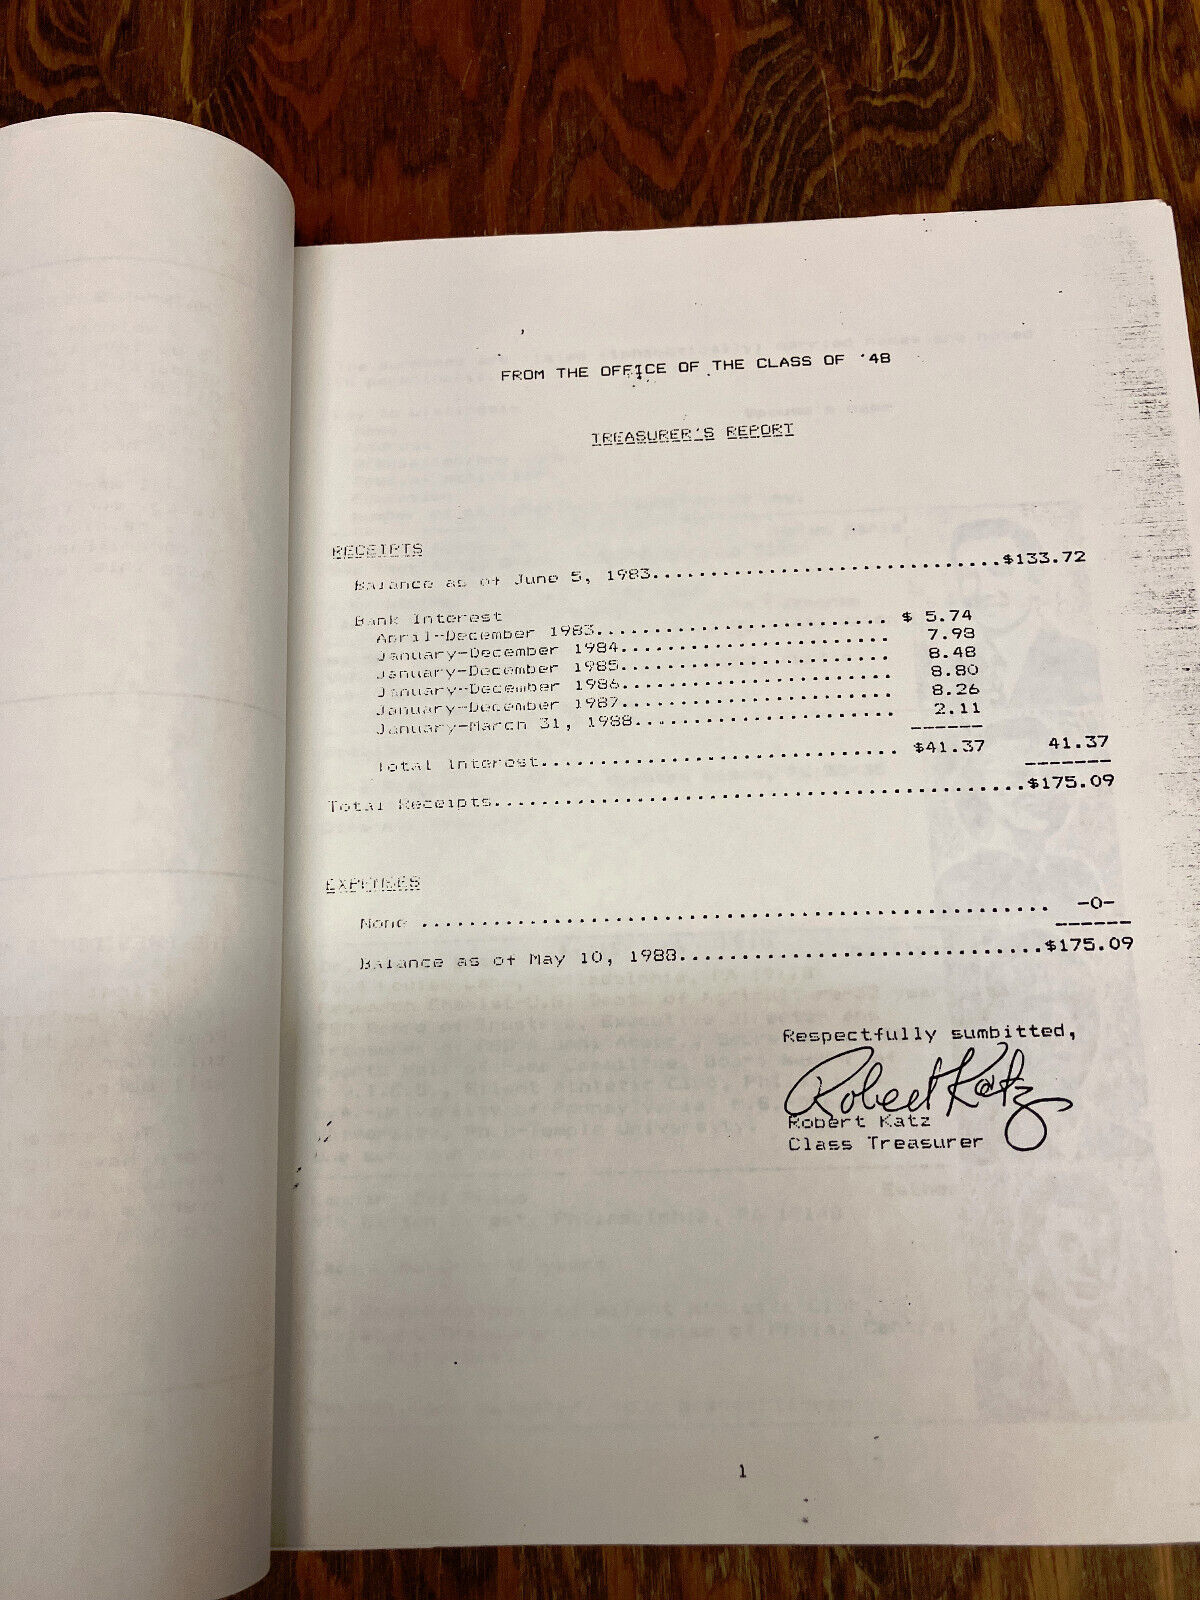 FROM THE OFFICE OF THE CLASS OF '48
TREASURER'S REPORT
RECEIPTS
Balance as of June 5, 1983...............................$133.72
Bank Interest
April-December 1983......................... $ 5.74
January-December 1984....................... 7.98
January-December 1985....................... 8.48
January-December 1986....................... 8.80
January-December 1987....................... 8.26
January-March 31, 1988...................... 2.11
Total Interest.............................. $41.37 41.37
Total Receipts.............................................$175.09
EXPENSES
None ..................................................... -0-
Balance as of May 10, 1988...............................$175.09
Respectfully sumbitted,
Robert Katz
Robert Katz
Class Treasurer
1